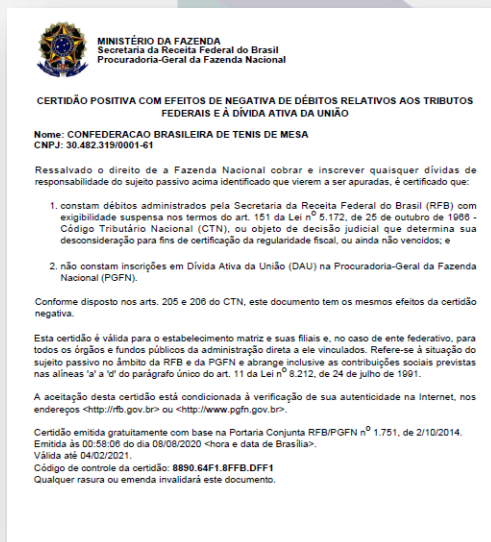 MINISTÉRIO DA FAZENDA
Secretaria da Receita Federal do Brasil
Procuradoria-Geral da Fazenda Nacional
CERTIDÃO POSITIVA COM EFEITOS DE NEGATIVA DE DÉBITOS RELATIVOS AOS TRIBUTOS
FEDERAIS E À DÍVIDA ATIVA DA UNIÃO
Nome: CONFEDERACAO BRASILEIRA DE TENIS DE MESA
CNPJ: 30.482.319/0001-61
Ressalvado o direito de a Fazenda Nacional cobrar e inscrever quaisquer dívidas de
responsabilidade do sujeito passivo acima identificado que vierem a ser apuradas, é certificado que:
1. constam débitos administrados pela Secretaria da Receita Federal do Brasil (RFB) com
exigibilidade suspensa nos termos do art. 151 da Lei nº 5.172, de 25 de outubro de 1966 -
Código Tributário Nacional (CTN), ou objeto de decisão judicial que determina sua
desconsideração para fins de certificação da regularidade fiscal, ou ainda não vencidos; e
2. não constam inscrições em Dívida Ativa da União (DAU) na Procuradoria-Geral da Fazenda
Nacional (PGFN).
Conforme disposto nos arts. 205 e 206 do CTN, este documento tem os mesmos efeitos da certidão
negativa.
Esta certidão é válida para o estabelecimento matriz e suas filiais e, no caso de ente federativo, para
todos os órgãos e fundos públicos da administração direta a ele vinculados. Refere-se à situação do
sujeito passivo no âmbito da RFB e da PGFN e abrange inclusive as contribuições sociais previstas
nas alíneas 'a' a 'd' do parágrafo único do art. 11 da Lei nº 8.212, de 24 de julho de 1991.
A aceitação desta certidão está condicionada à verificação de sua autenticidade na Internet, nos
endereços <http://rfb.gov.br> ou <http://www.pgfn.gov.br>.
Certidão emitida gratuitamente com base na Portaria Conjunta RFB/PGFN nº 1.751, de 2/10/2014.
Emitida às 00:58:06 do dia 08/08/2020 <hora e data de Brasília>.
Válida até 04/02/2021.
Código de controle da certidão: 8890.64F1.8FFB.DFF1
Qualquer rasura ou emenda invalidará este documento.